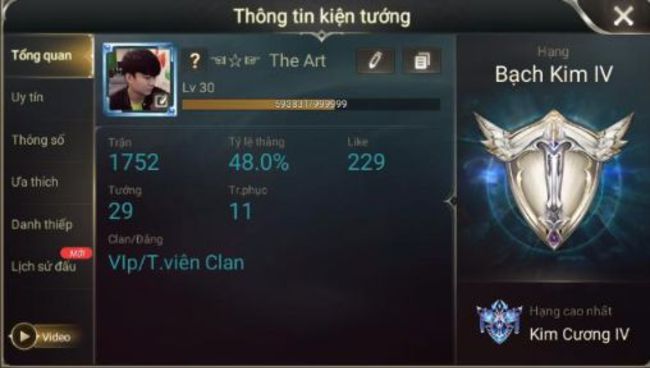 Thông tin kiện tướng
Tổng quan
Uy tín
Thông số
Ưa thích
Danh thiếp
Lịch sử đấu
Mới
Video
? ☜☆☞ The Art
Lv 30
593831/999999
Trận
1752
Tỷ lệ thắng
48.0%
Like
229
Tướng
29
Tr.phục
11
Clan/Đảng
VIp/T.viên Clan
Hạng
Bạch Kim IV
Hạng cao nhất
Kim Cương IV